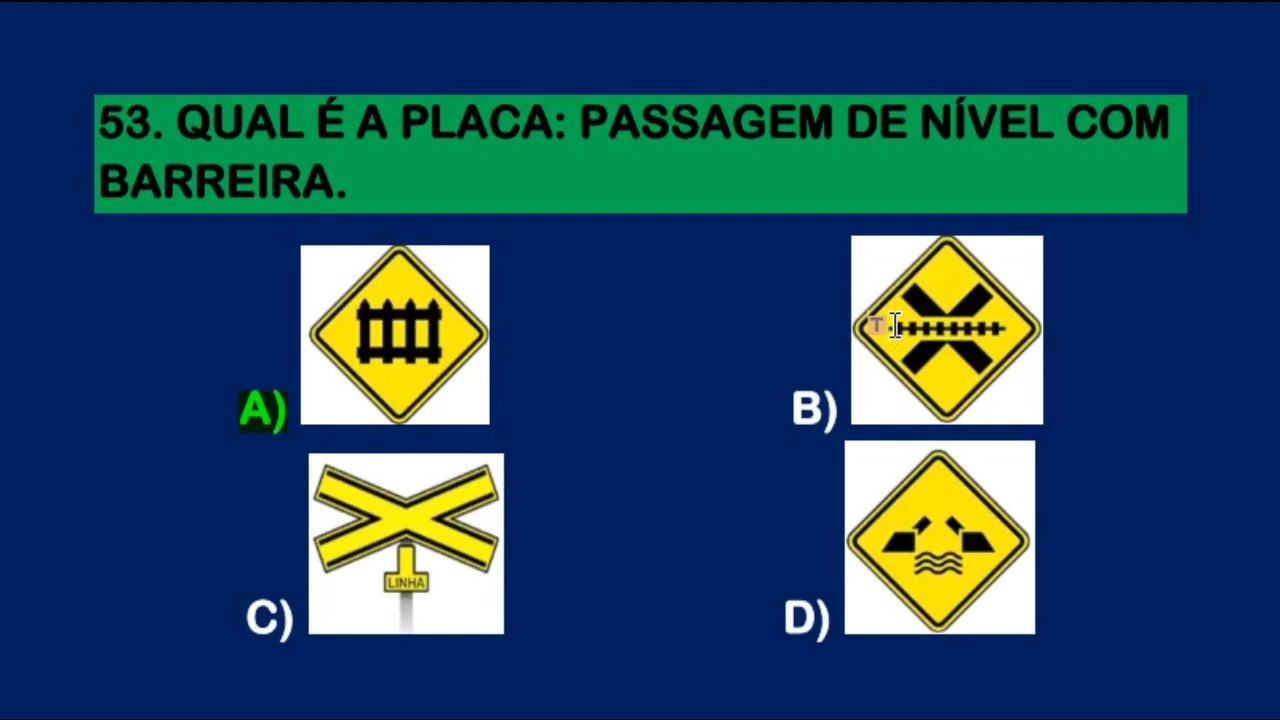 53. QUAL É A PLACA: PASSAGEM DE NÍVEL COM
BARREIRA.
A)
B)
T
LINHA
C)
D)